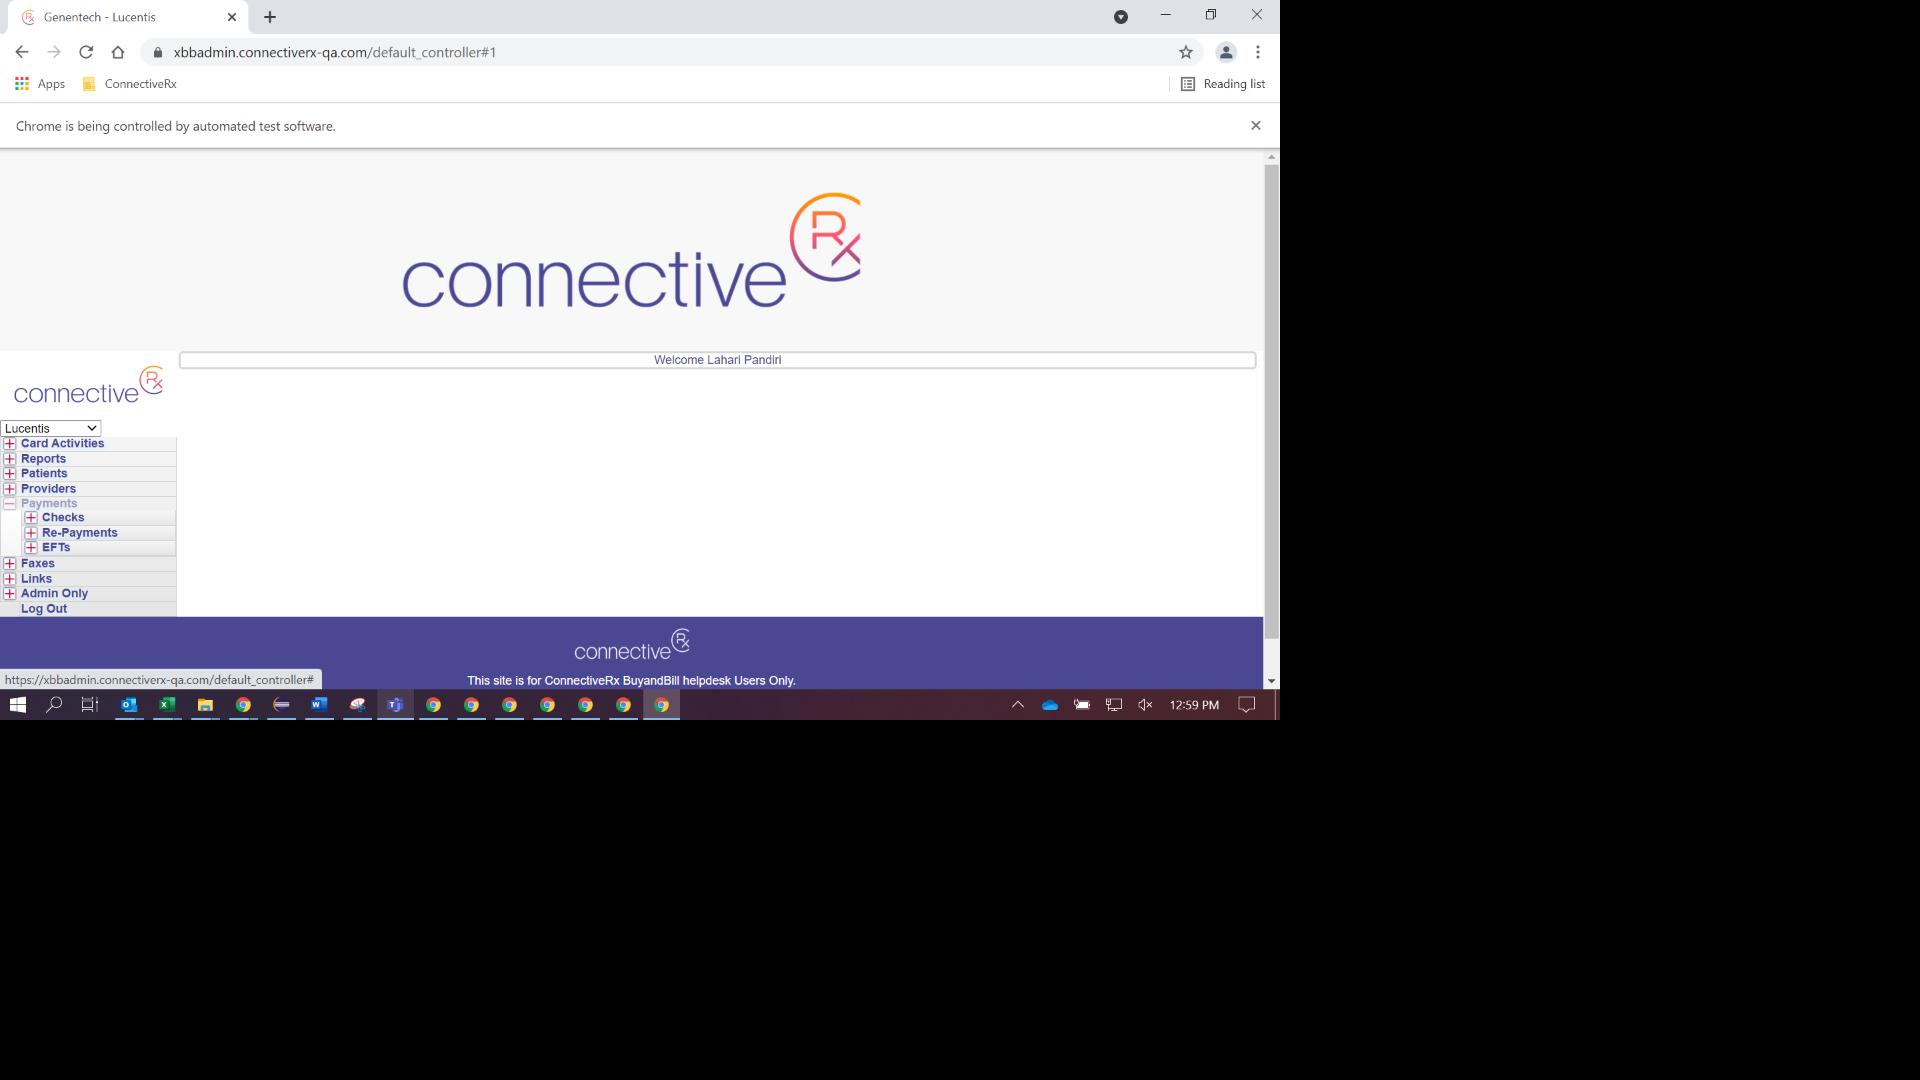 Genentech - Lucentis
xbbadmin.connectiverx-qa.com/default_controller#1
Apps
ConnectiveRx
Reading list
Chrome is being controlled by automated test software.
connective Rx
Welcome Lahari Pandiri
connective Rx
Lucentis
Card Activities
Reports
Patients
Providers
Payments
Checks
Re-Payments
EFTs
Faxes
Links
Admin Only
Log Out
connective Rx
https://xbbadmin.connectiverx-qa.com/default_controller#
This site is for ConnectiveRx BuyandBill helpdesk Users Only.
12:59 PM